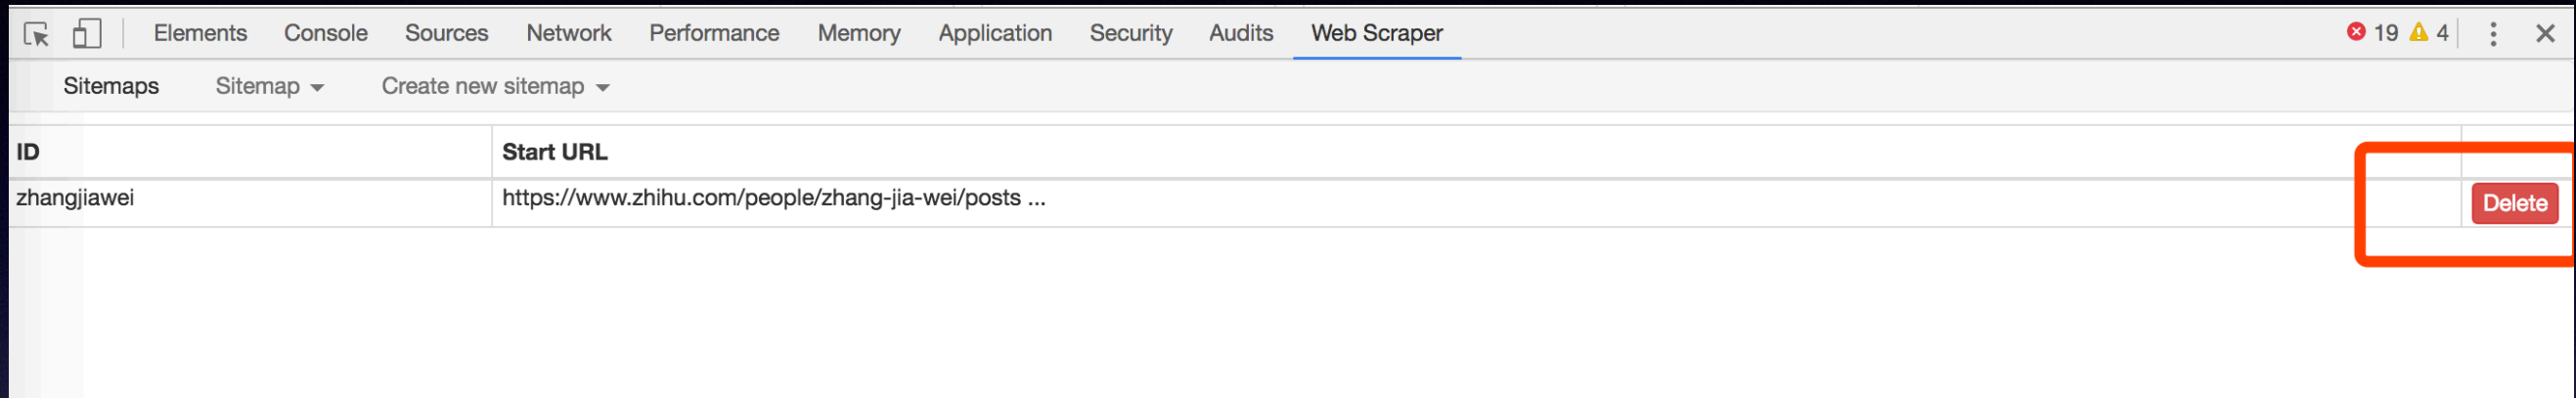 Elements Console Sources Network Performance Memory Application Security Audits Web Scraper 19 4
Sitemaps Sitemap Create new sitemap
ID Start URL
zhangjiawei https://www.zhihu.com/people/zhang-jia-wei/posts ... Delete